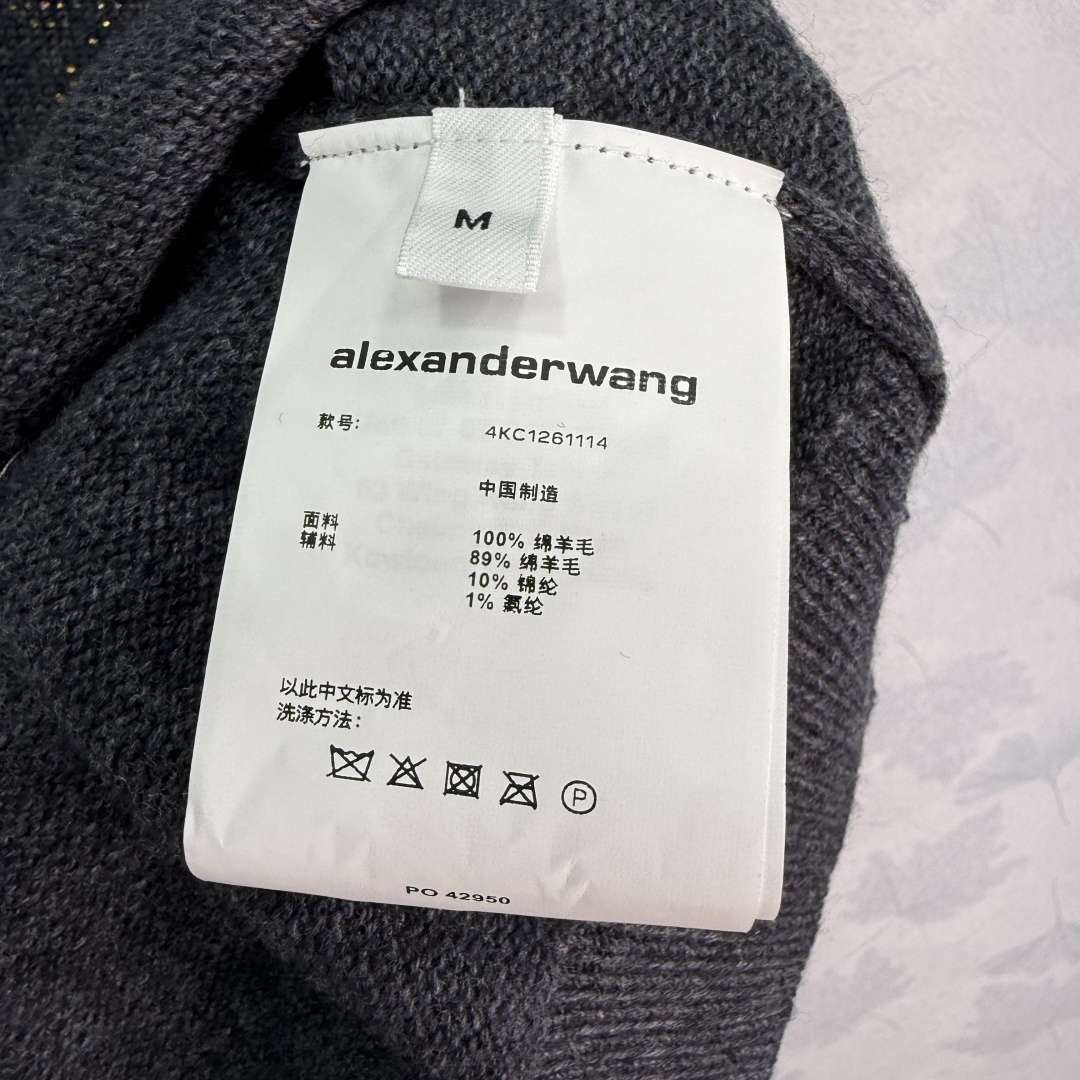 M
alexanderwang
款号: 4KC1261114
中国制造
面料 100% 绵羊毛
辅料 89% 绵羊毛
10% 锦纶
1% 氨纶
以此中文标为准
洗涤方法:
P
PO 42950